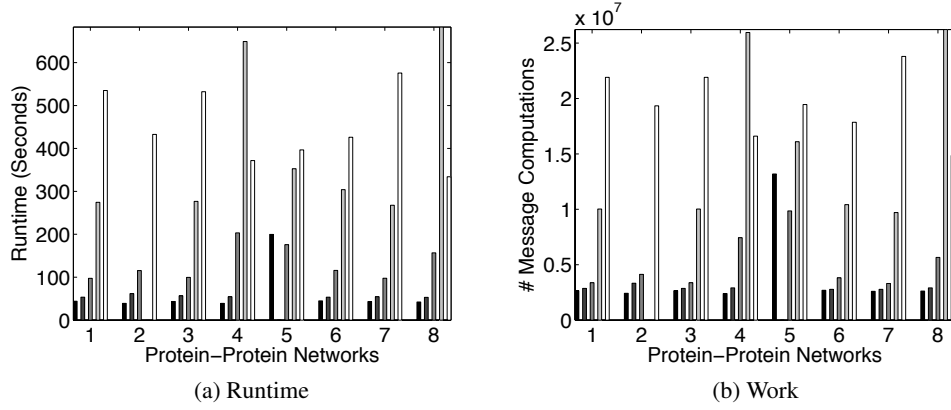 600
500
400
300
200
100
0
Runtime (Seconds)
1 2 3 4 5 6 7 8
Protein−Protein Networks
(a) Runtime
x 10^7
2.5
2
1.5
1
0.5
0
# Message Computations
1 2 3 4 5 6 7 8
Protein−Protein Networks
(b) Work